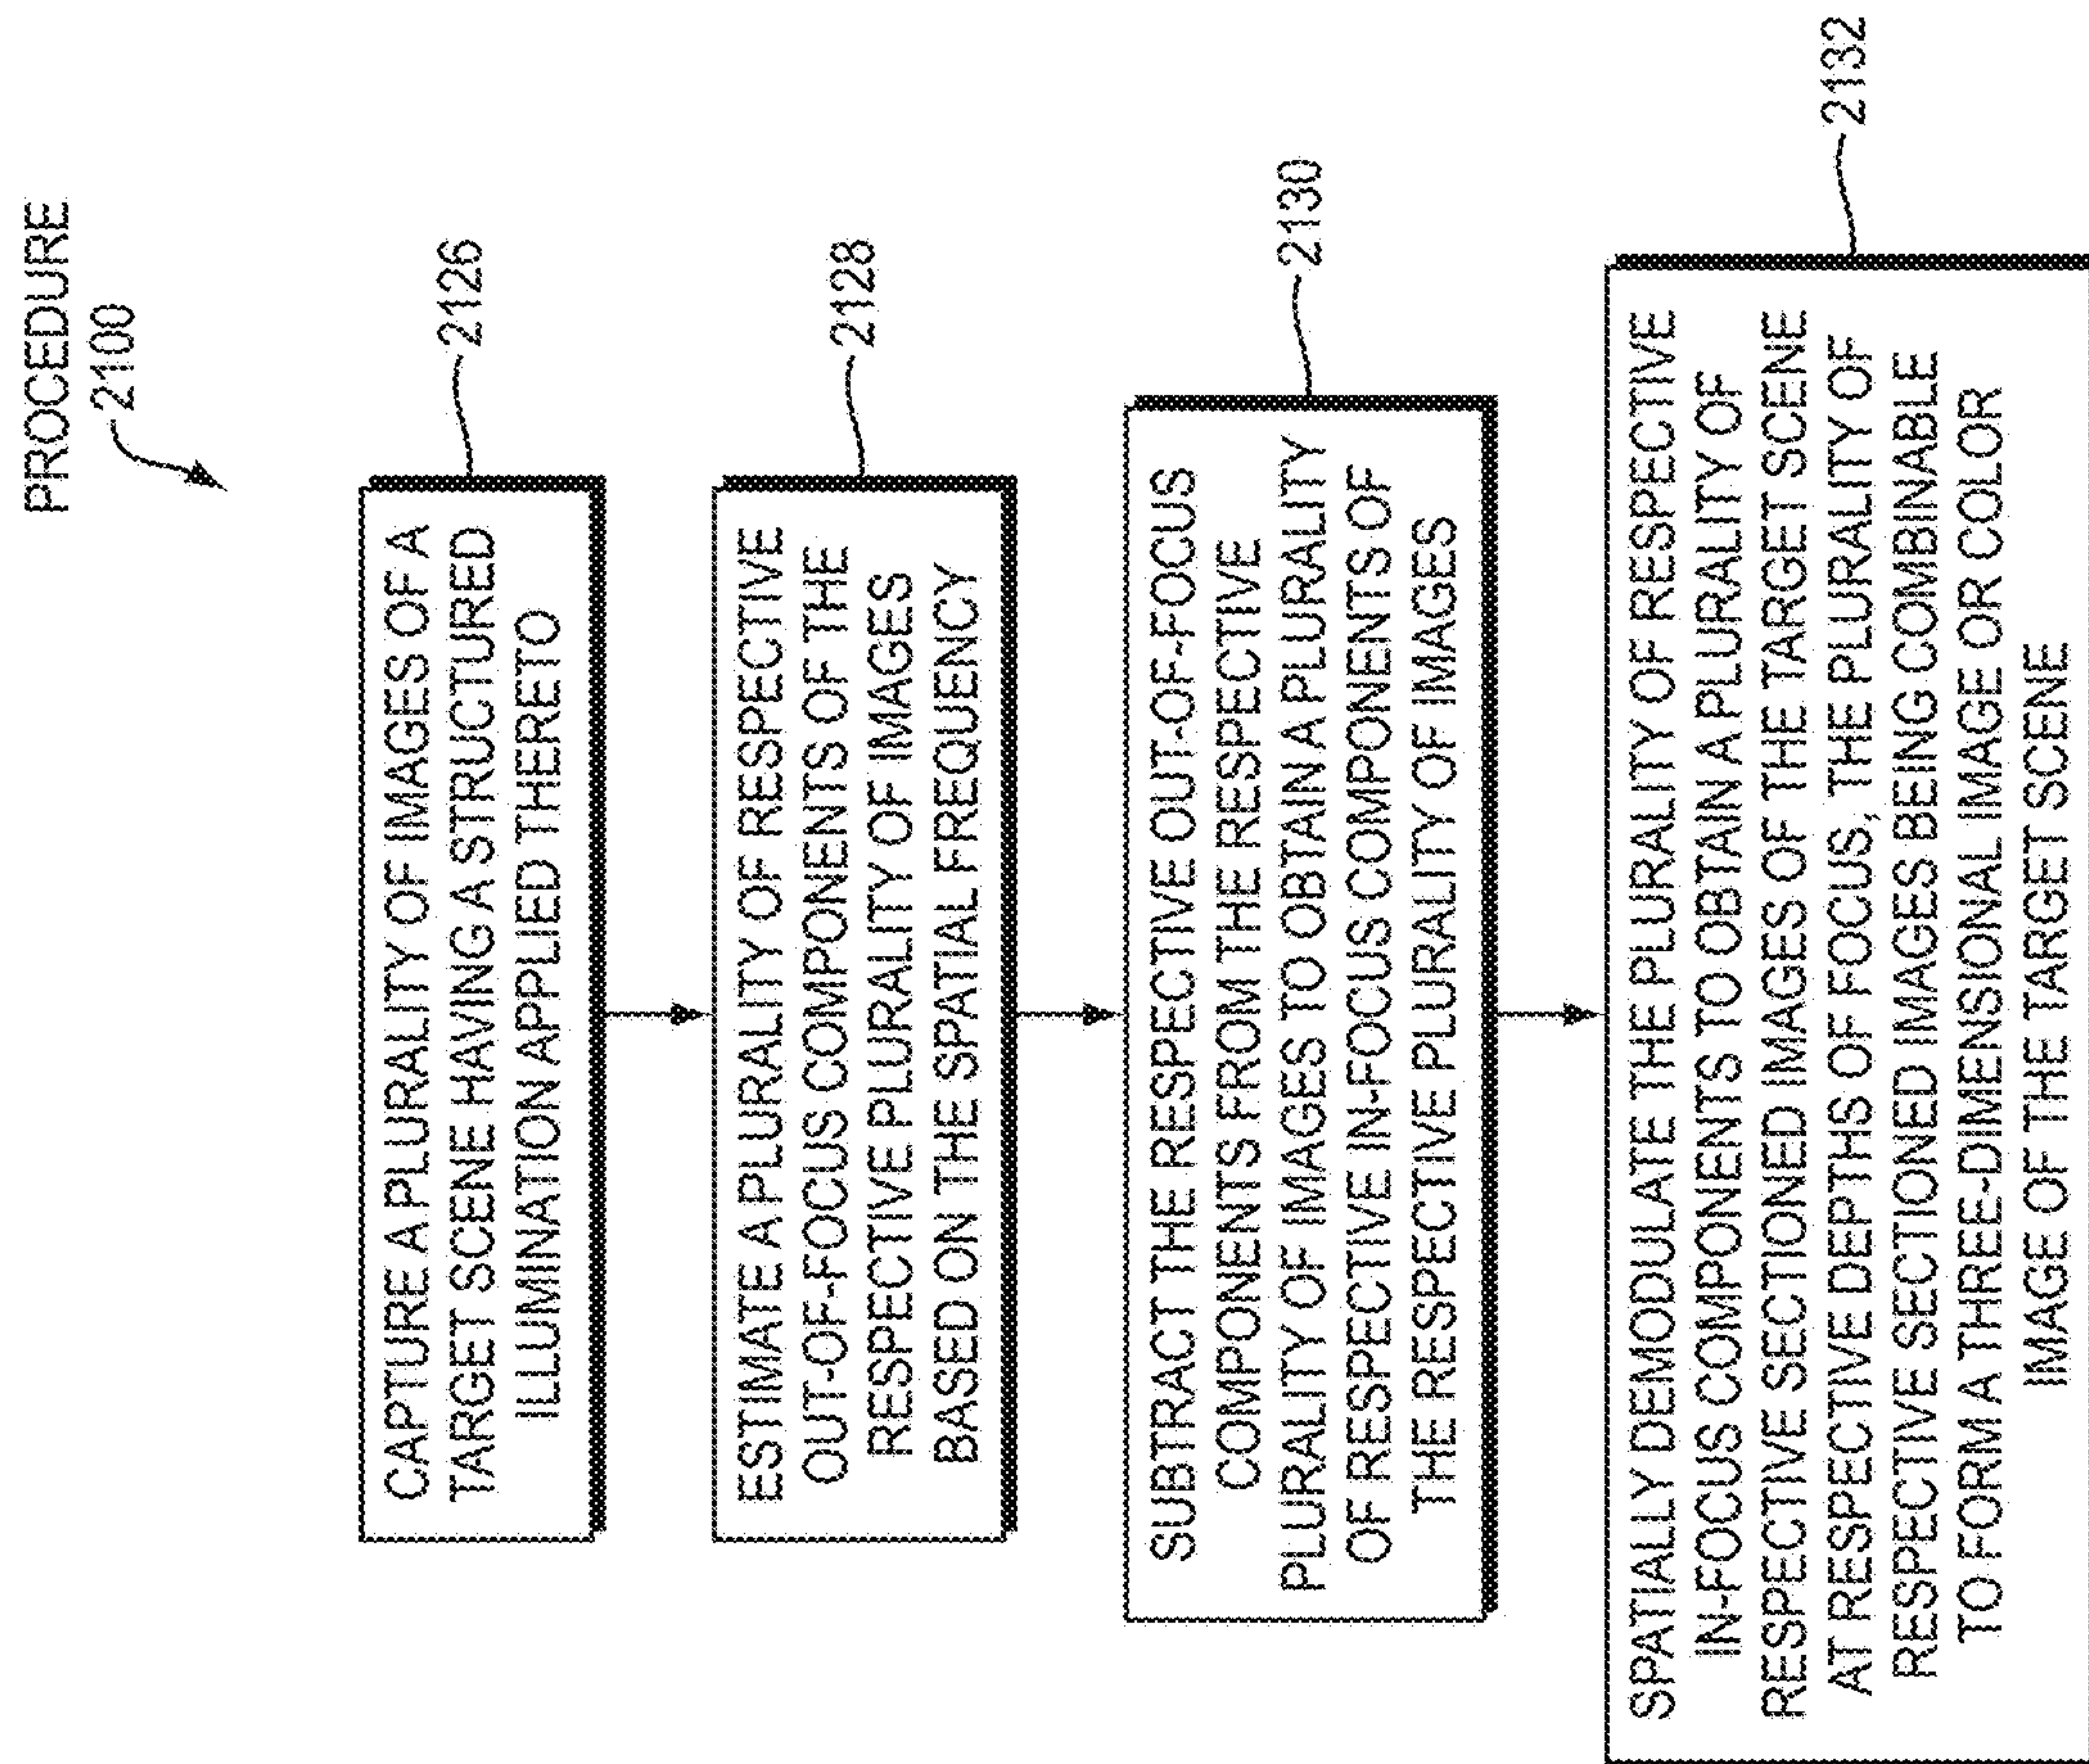 PROCEDURE
2100
CAPTURE A PLURALITY OF IMAGES OF A
TARGET SCENE HAVING A STRUCTURED
ILLUMINATION APPLIED THERETO
2126
ESTIMATE A PLURALITY OF RESPECTIVE
OUT-OF-FOCUS COMPONENTS OF THE
RESPECTIVE PLURALITY OF IMAGES
BASED ON THE SPATIAL FREQUENCY
2128
SUBTRACT THE RESPECTIVE OUT-OF-FOCUS
COMPONENTS FROM THE RESPECTIVE
PLURALITY OF IMAGES TO OBTAIN A PLURALITY
OF RESPECTIVE IN-FOCUS COMPONENTS OF
THE RESPECTIVE PLURALITY OF IMAGES
2130
SPATIALLY DEMODULATE THE PLURALITY OF RESPECTIVE
IN-FOCUS COMPONENTS TO OBTAIN A PLURALITY OF
RESPECTIVE SECTIONED IMAGES OF THE TARGET SCENE
AT RESPECTIVE DEPTHS OF FOCUS, THE PLURALITY OF
RESPECTIVE SECTIONED IMAGES BEING COMBINABLE
TO FORM A THREE-DIMENSIONAL IMAGE OR COLOR
IMAGE OF THE TARGET SCENE
2132